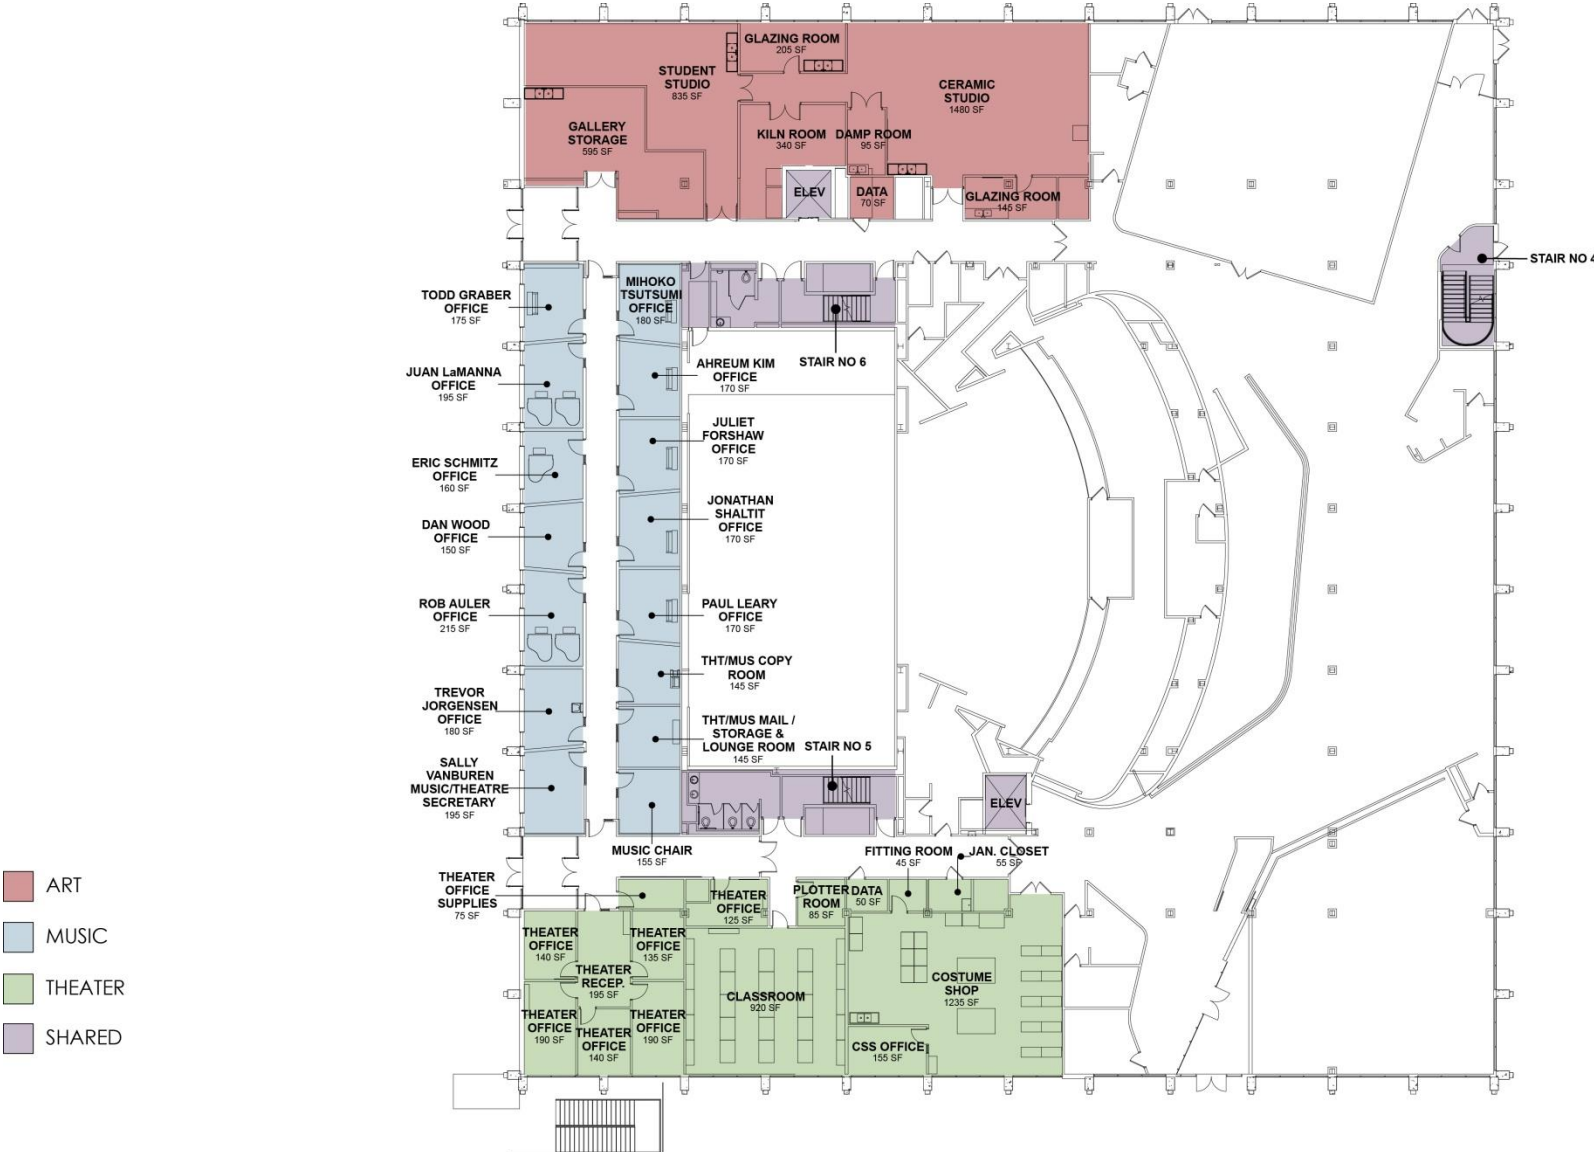 GLAZING ROOM
205 SF
STUDENT
STUDIO
835 SF
CERAMIC
STUDIO
1480 SF
GALLERY
STORAGE
595 SF
KILN ROOM
340 SF
DAMP ROOM
95 SF
ELEV
DATA
70 SF
GLAZING ROOM
145 SF
STAIR NO 4
TODD GRABER
OFFICE
175 SF
MIHOKO
TSUTSUMI
OFFICE
180 SF
STAIR NO 6
JUAN LaMANNA
OFFICE
195 SF
AHREUM KIM
OFFICE
170 SF
JULIET
FORSHAW
OFFICE
170 SF
ERIC SCHMITZ
OFFICE
160 SF
JONATHAN
SHALTIT
OFFICE
170 SF
DAN WOOD
OFFICE
150 SF
ROB AULER
OFFICE
215 SF
PAUL LEARY
OFFICE
170 SF
THT/MUS COPY
ROOM
145 SF
TREVOR
JORGENSEN
OFFICE
180 SF
THT/MUS MAIL /
STORAGE &
LOUNGE ROOM
145 SF
STAIR NO 5
SALLY
VANBUREN
MUSIC/THEATRE
SECRETARY
195 SF
ELEV
MUSIC CHAIR
155 SF
FITTING ROOM
45 SF
JAN. CLOSET
55 SF
THEATER
OFFICE
SUPPLIES
75 SF
THEATER
OFFICE
125 SF
PLOTTER
ROOM
85 SF
DATA
50 SF
THEATER
OFFICE
140 SF
THEATER
OFFICE
135 SF
THEATER
RECEP.
195 SF
CLASSROOM
920 SF
COSTUME
SHOP
1235 SF
THEATER
OFFICE
190 SF
THEATER
OFFICE
140 SF
THEATER
OFFICE
190 SF
CSS OFFICE
155 SF
ART
MUSIC
THEATER
SHARED